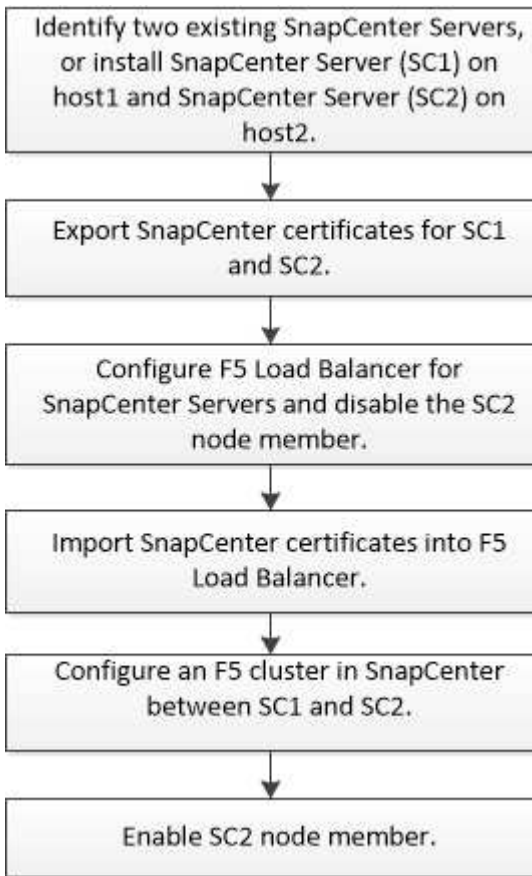 Identify two existing SnapCenter Servers,
or install SnapCenter Server (SC1) on
host1 and SnapCenter Server (SC2) on
host2.
Export SnapCenter certificates for SC1
and SC2.
Configure F5 Load Balancer for
SnapCenter Servers and disable the SC2
node member.
Import SnapCenter certificates into F5
Load Balancer.
Configure an F5 cluster in SnapCenter
between SC1 and SC2.
Enable SC2 node member.